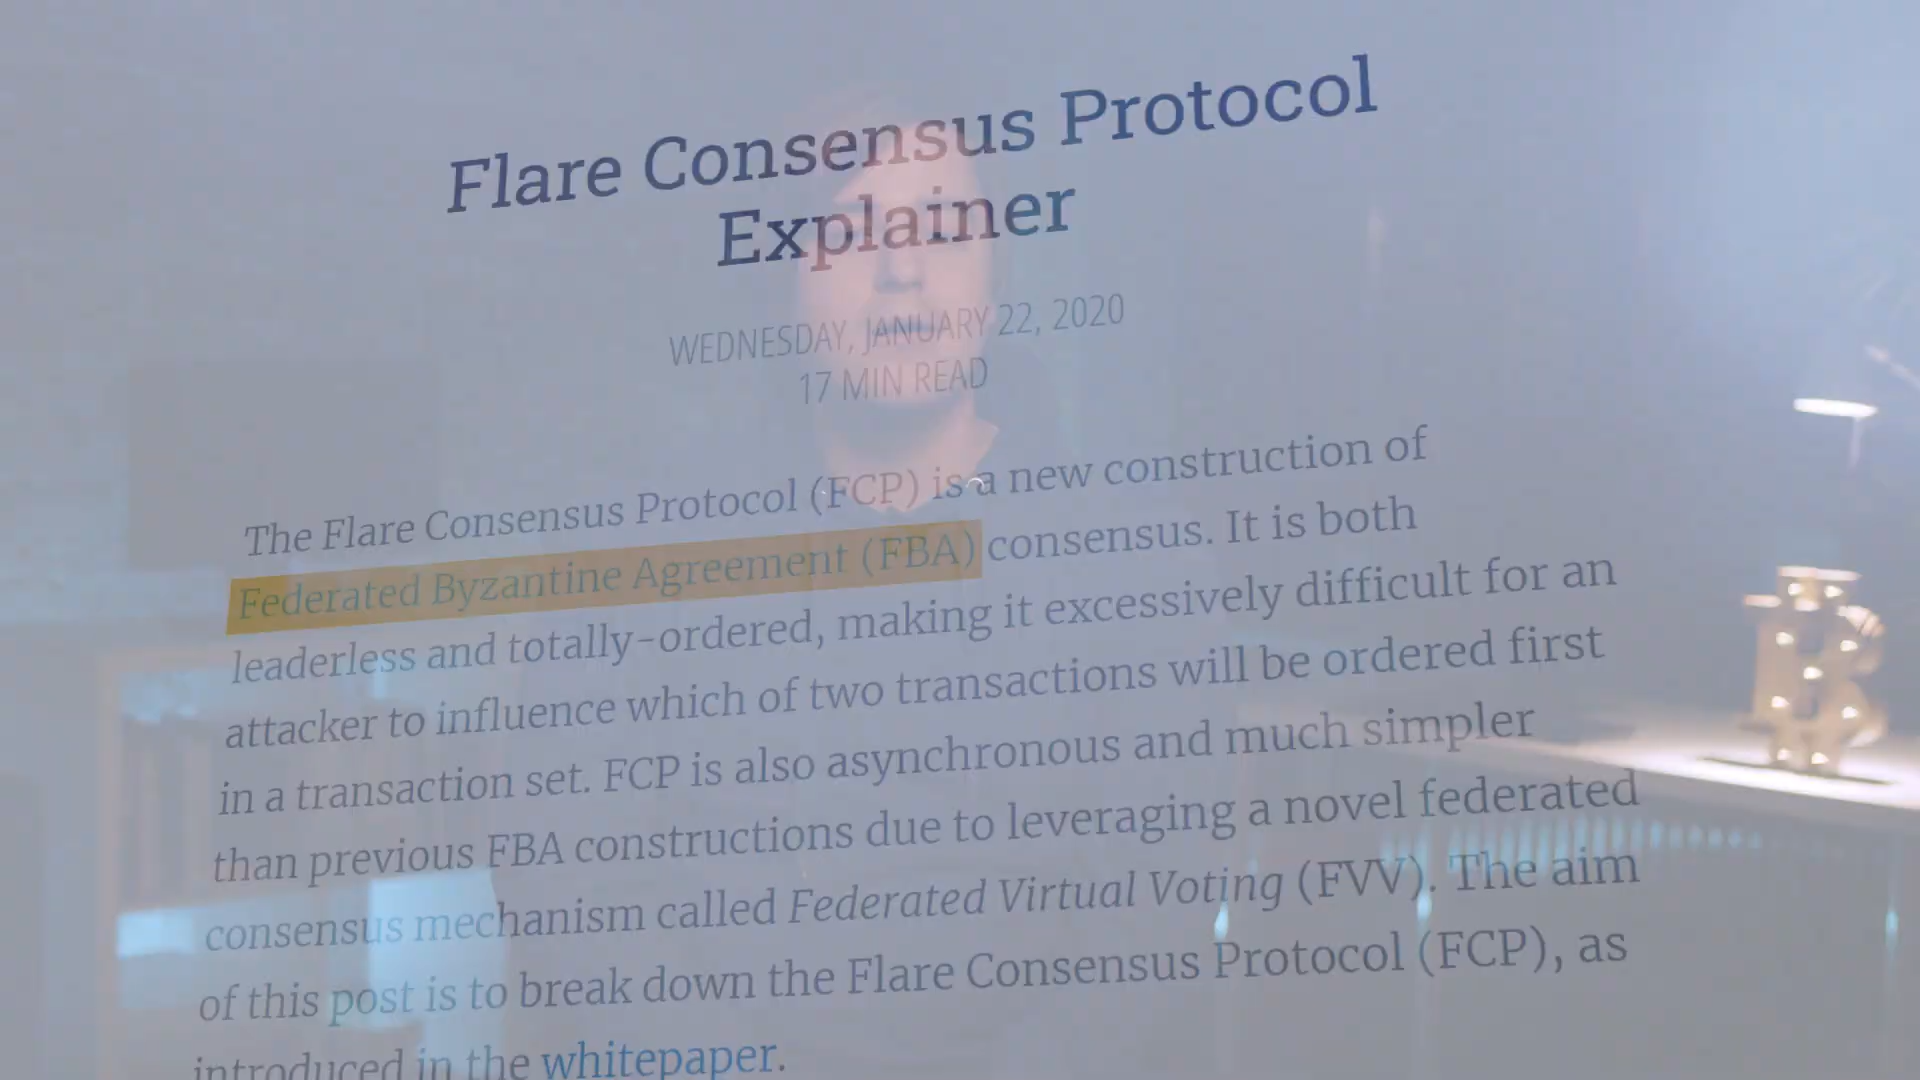 Flare Consensus Protocol
Explainer
WEDNESDAY, JANUARY 22, 2020
17 MIN READ
The Flare Consensus Protocol (FCP) is a new construction of
Federated Byzantine Agreement (FBA) consensus. It is both
leaderless and totally-ordered, making it excessively difficult for an
attacker to influence which of two transactions will be ordered first
in a transaction set. FCP is also asynchronous and much simpler
than previous FBA constructions due to leveraging a novel federated
consensus mechanism called Federated Virtual Voting (FVV). The aim
of this post is to break down the Flare Consensus Protocol (FCP), as
introduced in the whitepaper.